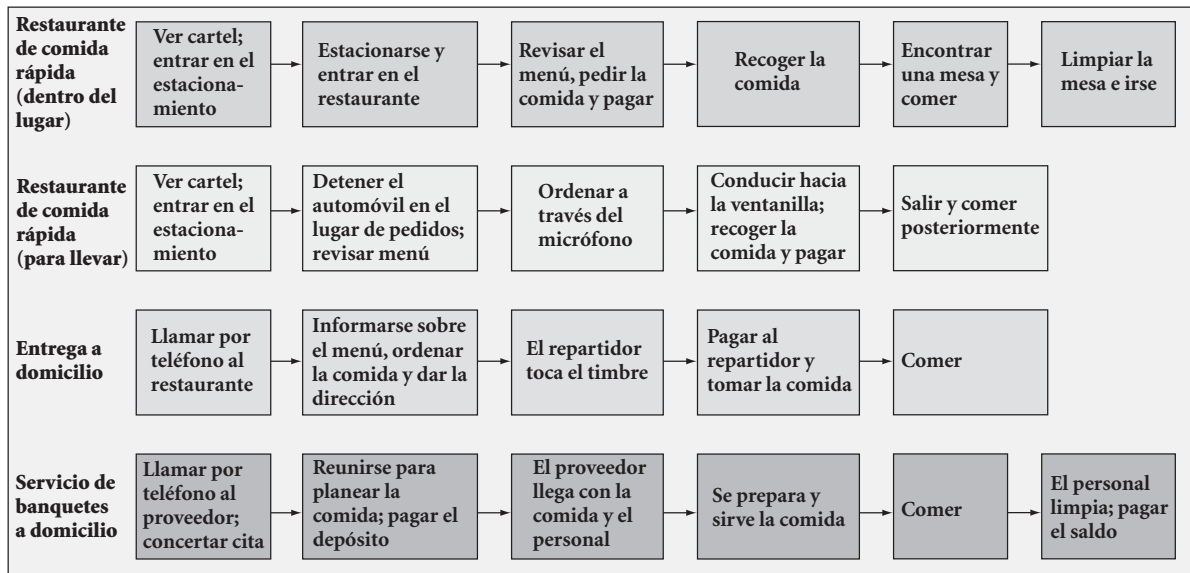 Restaurante
de comida
rápida
(dentro del
lugar)
Ver cartel;
entrar en el
estaciona-
miento
Estacionarse y
entrar en el
restaurante
Revisar el
menú, pedir la
comida y pagar
Recoger la
comida
Encontrar
una mesa y
comer
Limpiar la
mesa e irse
Restaurante
de comida
rápida
(para llevar)
Ver cartel;
entrar en el
estaciona-
miento
Detener el
automóvil en el
lugar de pedidos;
revisar menú
Ordenar a
través del
micrófono
Conducir hacia
la ventanilla;
recoger la
comida y pagar
Salir y comer
posteriormente
Entrega a
domicilio
Llamar por
teléfono al
restaurante
Informarse sobre
el menú, ordenar
la comida y dar la
dirección
El repartidor
toca el timbre
Pagar al
repartidor y
tomar la comida
Comer
Servicio de
banquetes
a domicilio
Llamar por
teléfono al
proveedor;
concertar cita
Reunirse para
planear la
comida; pagar el
depósito
El proveedor
llega con la
comida y el
personal
Se prepara y
sirve la comida
Comer
El personal
limpia; pagar
el saldo